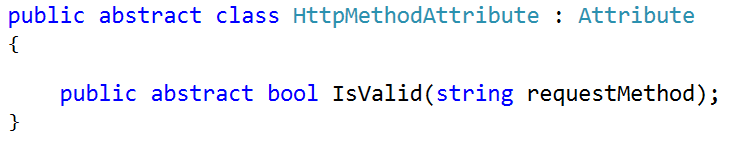 public abstract class HttpMethodAttribute : Attribute
{
public abstract bool IsValid(string requestMethod);
}